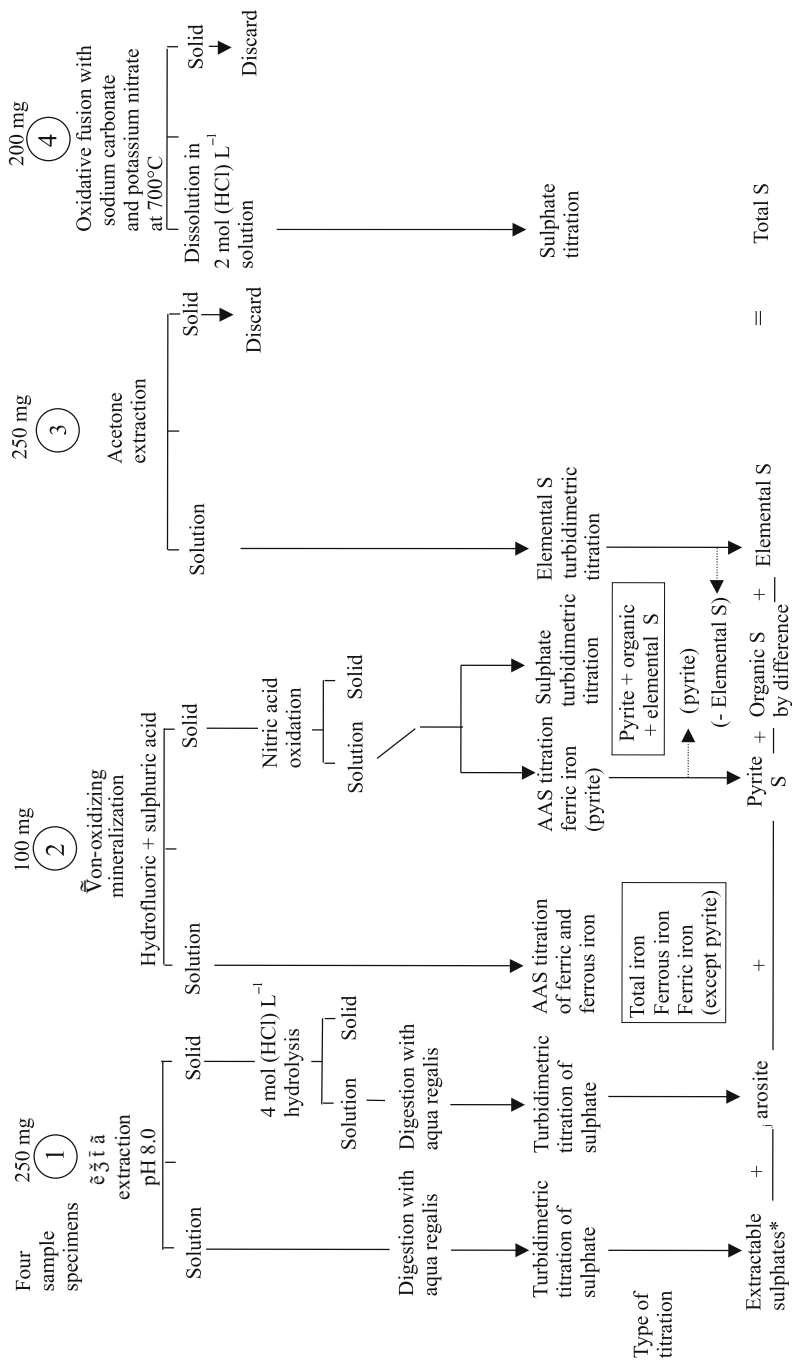 Four
sample
specimens
250 mg
1
ẽ ǯ ĩ ã
extraction
pH 8.0
Solution
Solid
4 mol (HCl) L⁻¹
hydrolysis
Solution
Solid
Digestion with
aqua regalis
Digestion with
aqua regalis
Turbidimetric
titration of
sulphate
Turbidimetric
titration of
sulphate
100 mg
2
on-oxidizing
mineralization
Hydrofluoric + sulphuric acid
Solution
Solid
Nitric acid
oxidation
Solution
Solid
AAS titration
of ferric and
ferrous iron
AAS titration
ferric iron
(pyrite)
Sulphate
turbidimetric
titration
250 mg
3
Acetone
extraction
Solution
Solid
Discard
Elemental S
turbidimetric
titration
200 mg
4
Oxidative fusion with
sodium carbonate
and potassium nitrate
at 700°C
Dissolution in
2 mol (HCl) L⁻¹
solution
Solid
Discard
Sulphate
titration
Type of
titration
Total iron
Ferrous iron
Ferric iron
(except pyrite)
Pyrite + organic
+ elemental S
(pyrite)
(- Elemental S)
Extractable
sulphates*
+
jarosite
+
Pyrite
S
+
Organic S
by difference
+
Elemental S
=
Total S